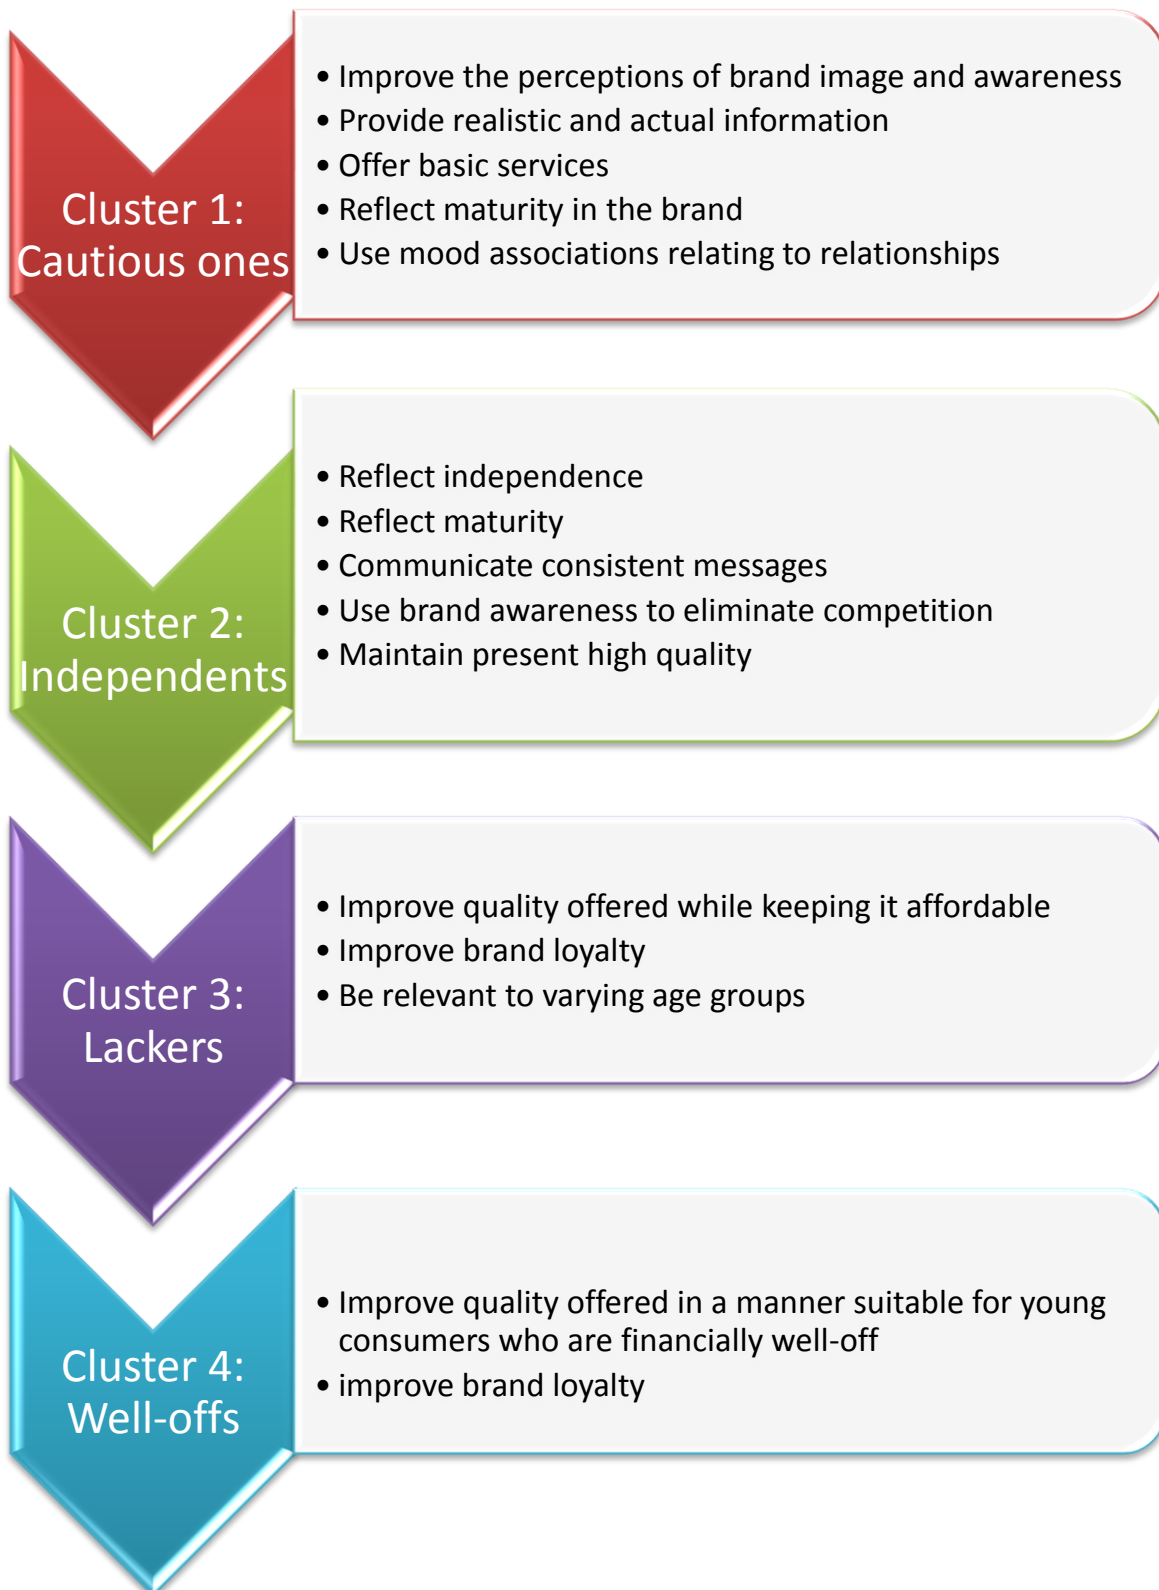 Cluster 1:
Cautious ones
• Improve the perceptions of brand image and awareness
• Provide realistic and actual information
• Offer basic services
• Reflect maturity in the brand
• Use mood associations relating to relationships
Cluster 2:
Independents
• Reflect independence
• Reflect maturity
• Communicate consistent messages
• Use brand awareness to eliminate competition
• Maintain present high quality
Cluster 3:
Lackers
• Improve quality offered while keeping it affordable
• Improve brand loyalty
• Be relevant to varying age groups
Cluster 4:
Well-offs
• Improve quality offered in a manner suitable for young
consumers who are financially well-off
• improve brand loyalty